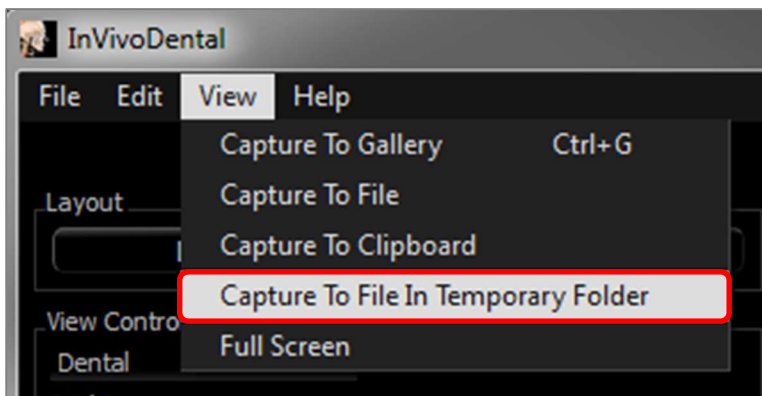 InVivoDental
File Edit View Help
Capture To Gallery Ctrl+G
Layout
Capture To File
Capture To Clipboard
Capture To File In Temporary Folder
View Contro
Full Screen
Dental